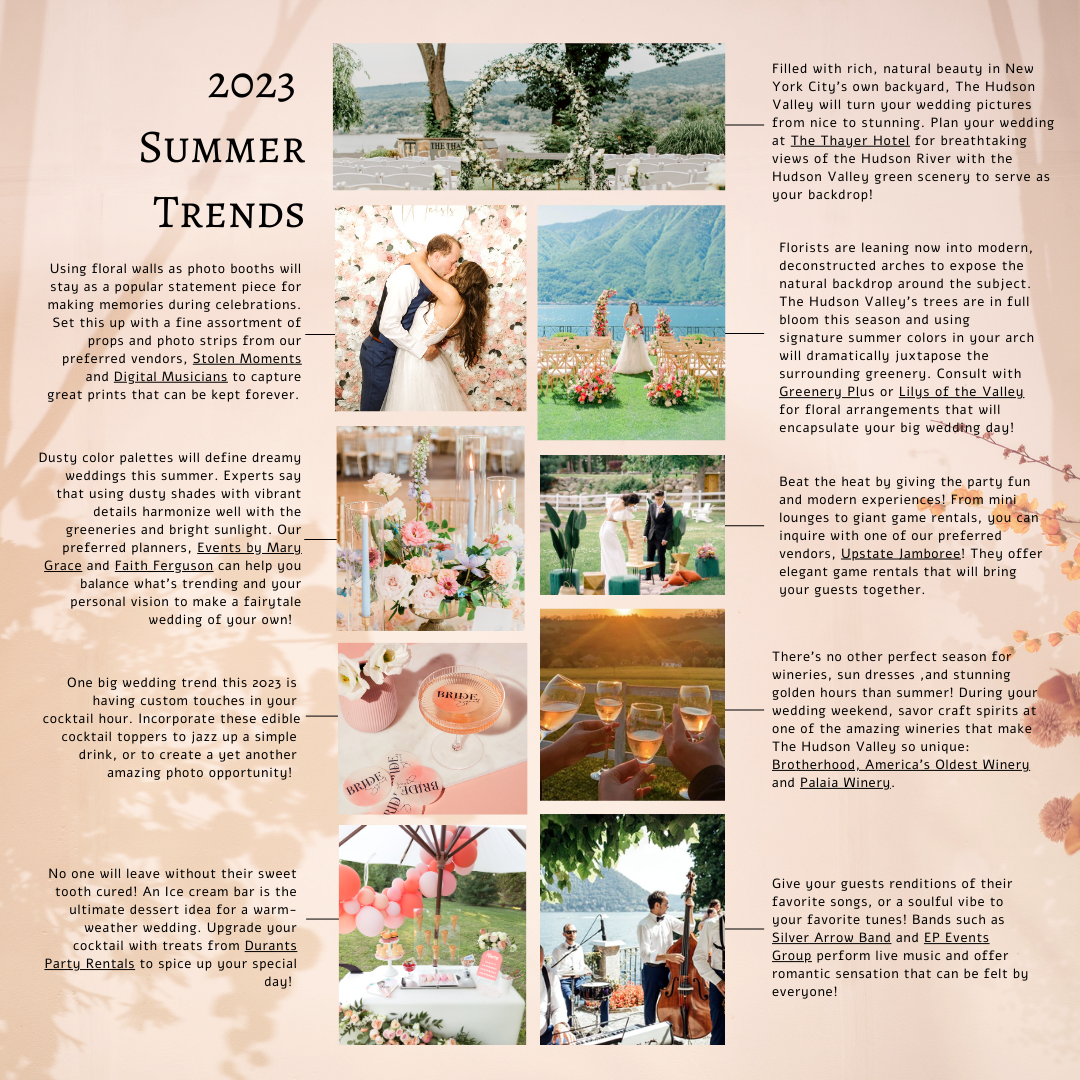 2023
Summer
Trends
Using floral walls as photo booths will
stay as a popular statement piece for
making memories during celebrations.
Set this up with a fine assortment of
props and photo strips from our
preferred vendors, Stolen Moments
and Digital Musicians to capture
great prints that can be kept forever.
Dusty color palettes will define dreamy
weddings this summer. Experts say
that using dusty shades with vibrant
details harmonize well with the
greeneries and bright sunlight. Our
preferred planners, Events by Mary
Grace and Faith Ferguson can help you
balance what's trending and your
personal vision to make a fairytale
wedding of your own!
One big wedding trend this 2023 is
having custom touches in your
cocktail hour. Incorporate these edible
cocktail toppers to jazz up a simple
drink, or to create a yet another
amazing photo opportunity!
No one will leave without their sweet
tooth cured! An Ice cream bar is the
ultimate dessert idea for a warm-
weather wedding. Upgrade your
cocktail with treats from Durants
Party Rentals to spice up your special
day!
THE THA
BRIDE
BRIDE
BRIDE
BRIDE
Filled with rich, natural beauty in New
York City's own backyard, The Hudson
Valley will turn your wedding pictures
from nice to stunning. Plan your wedding
at The Thayer Hotel for breathtaking
views of the Hudson River with the
Hudson Valley green scenery to serve as
your backdrop!
Florists are leaning now into modern,
deconstructed arches to expose the
natural backdrop around the subject.
The Hudson Valley's trees are in full
bloom this season and using
signature summer colors in your arch
will dramatically juxtapose the
surrounding greenery. Consult with
Greenery Plus or Lilys of the Valley
for floral arrangements that will
encapsulate your big wedding day!
Beat the heat by giving the party fun
and modern experiences! From mini
lounges to giant game rentals, you can
inquire with one of our preferred
vendors, Upstate Jamboree! They offer
elegant game rentals that will bring
your guests together.
There's no other perfect season for
wineries, sun dresses ,and stunning
golden hours than summer! During your
wedding weekend, savor craft spirits at
one of the amazing wineries that make
The Hudson Valley so unique:
Brotherhood, America's Oldest Winery
and Palaia Winery.
Give your guests renditions of their
favorite songs, or a soulful vibe to
your favorite tunes! Bands such as
Silver Arrow Band and EP Events
Group perform live music and offer
romantic sensation that can be felt by
everyone!